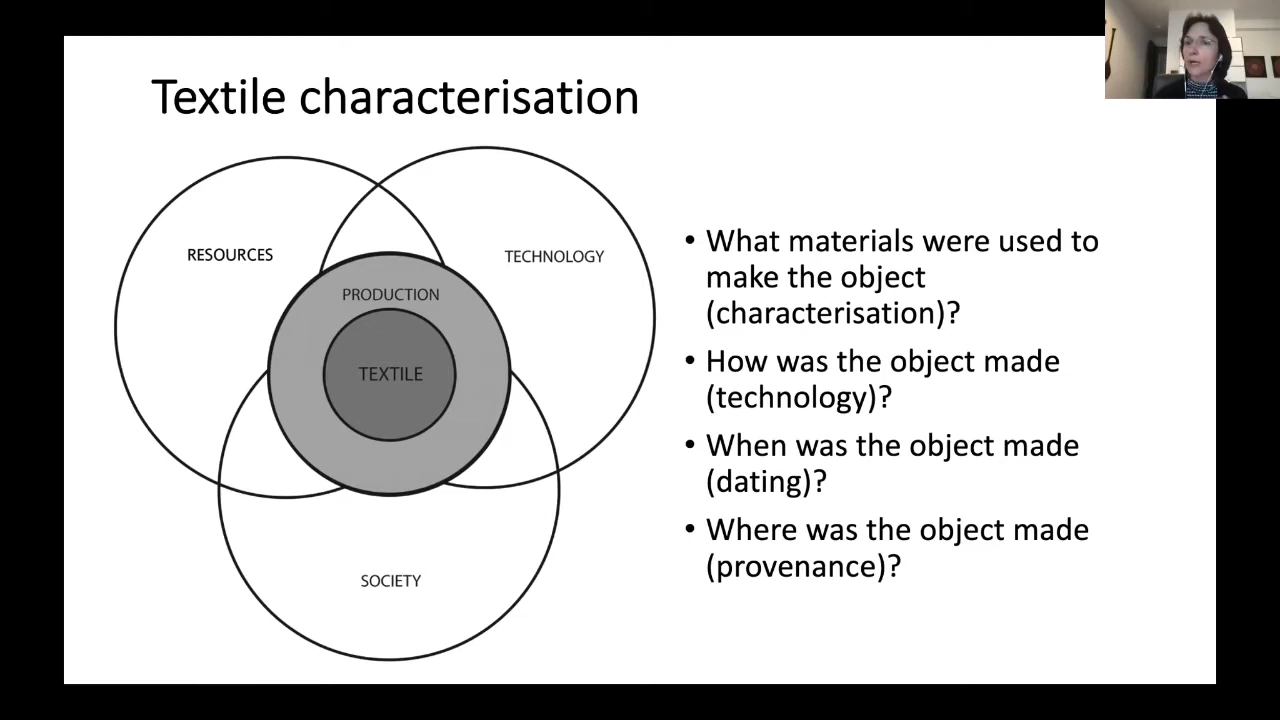 Textile characterisation
RESOURCES
TECHNOLOGY
PRODUCTION
TEXTILE
SOCIETY
• What materials were used to
make the object
(characterisation)?
• How was the object made
(technology)?
• When was the object made
(dating)?
• Where was the object made
(provenance)?